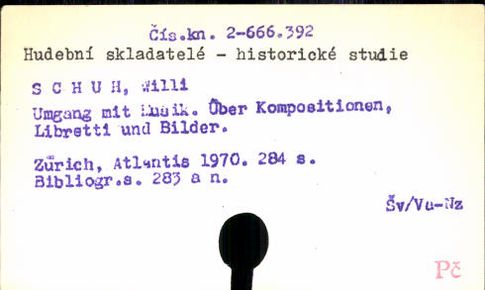 Čís.kn. 2-666.392
Hudební skladatelé - historické studie
S C H U H, Willi
Umgang mit Musik. Über Kompositionen,
Libretti und Bilder.
Zürich, Atlantis 1970. 284 s.
Bibliogr.s. 283 a n.
Šv/Vu-Nz
Pč